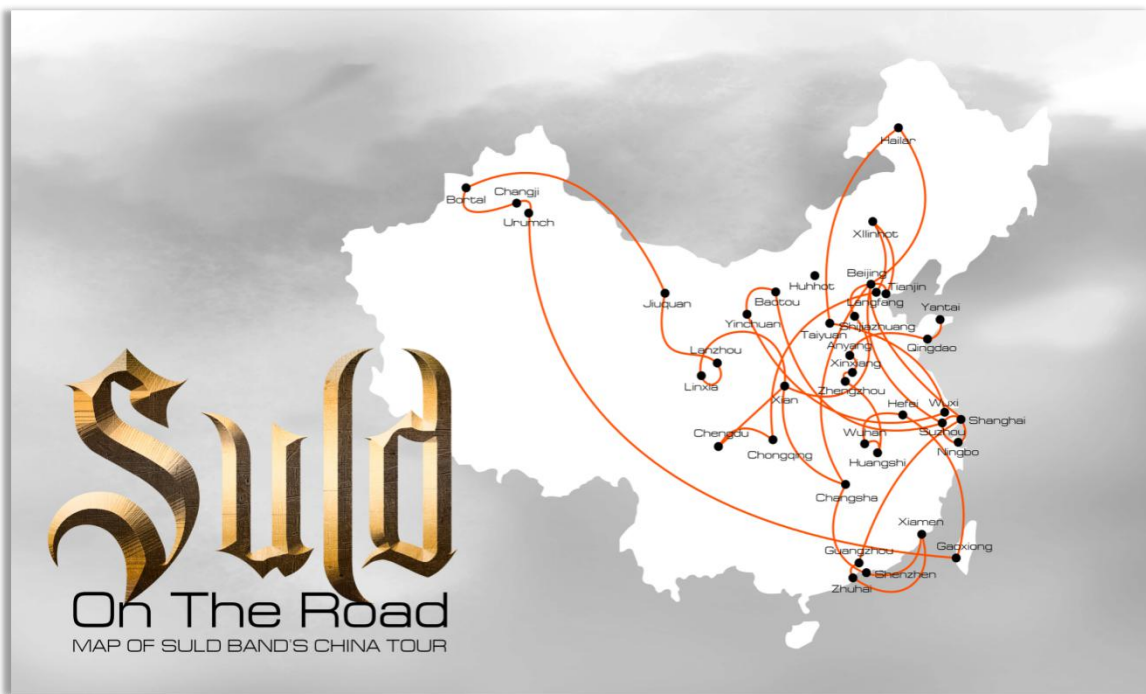 Hailar
Changji
Bortal
Urumch
Xilinhot
Beijing
Huhhot
Tianjin
Baotou
Langfang
Jiuquan
Yantai
Yinchuan
Shijiazhuang
Taiyuan
Anyang
Qingdao
Lanzhou
Xinxiang
Linxia
Zhengzhou
Xian
Hefei
Wuxi
Shanghai
Chengdu
Wuhan
Suzhou
Chongqing
Huangshi
Ningbo
Changsha
Xiamen
Guangzhou
Gaoxiong
Shenzhen
Zhuhai
Suld
On The Road
MAP OF SULD BAND'S CHINA TOUR